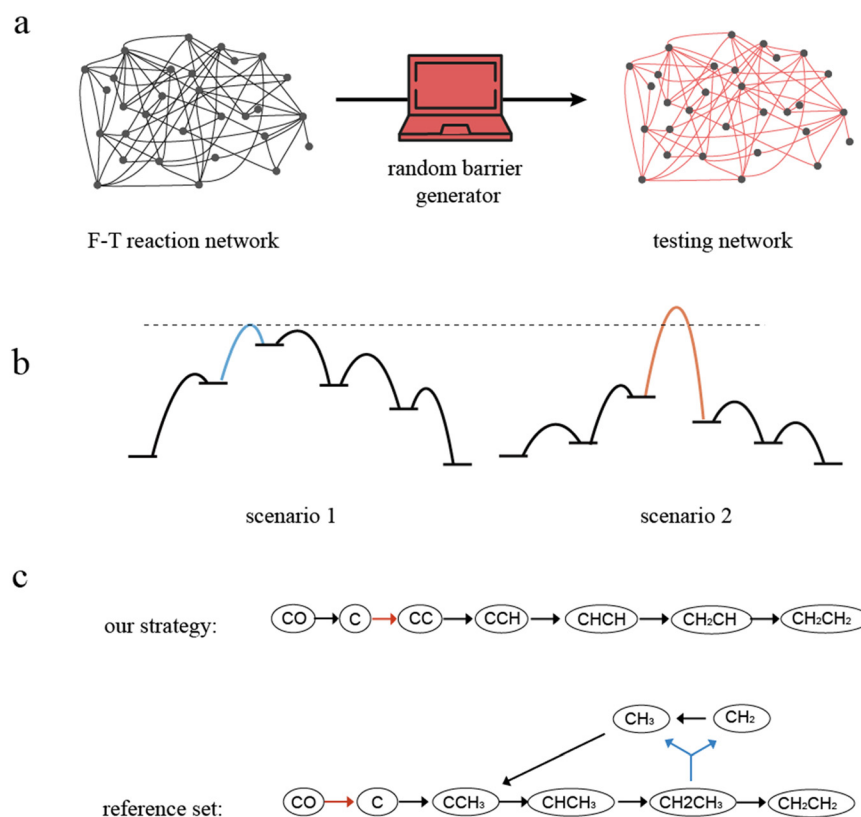 a
random barrier
generator
F-T reaction network
testing network
b
scenario 1
scenario 2
c
our strategy:
CO
C
CC
CCH
CHCH
CH₂CH
CH₂CH₂
CH₃
CH₂
reference set:
CO
C
CCH₃
CHCH₃
CH2CH₃
CH₂CH₂